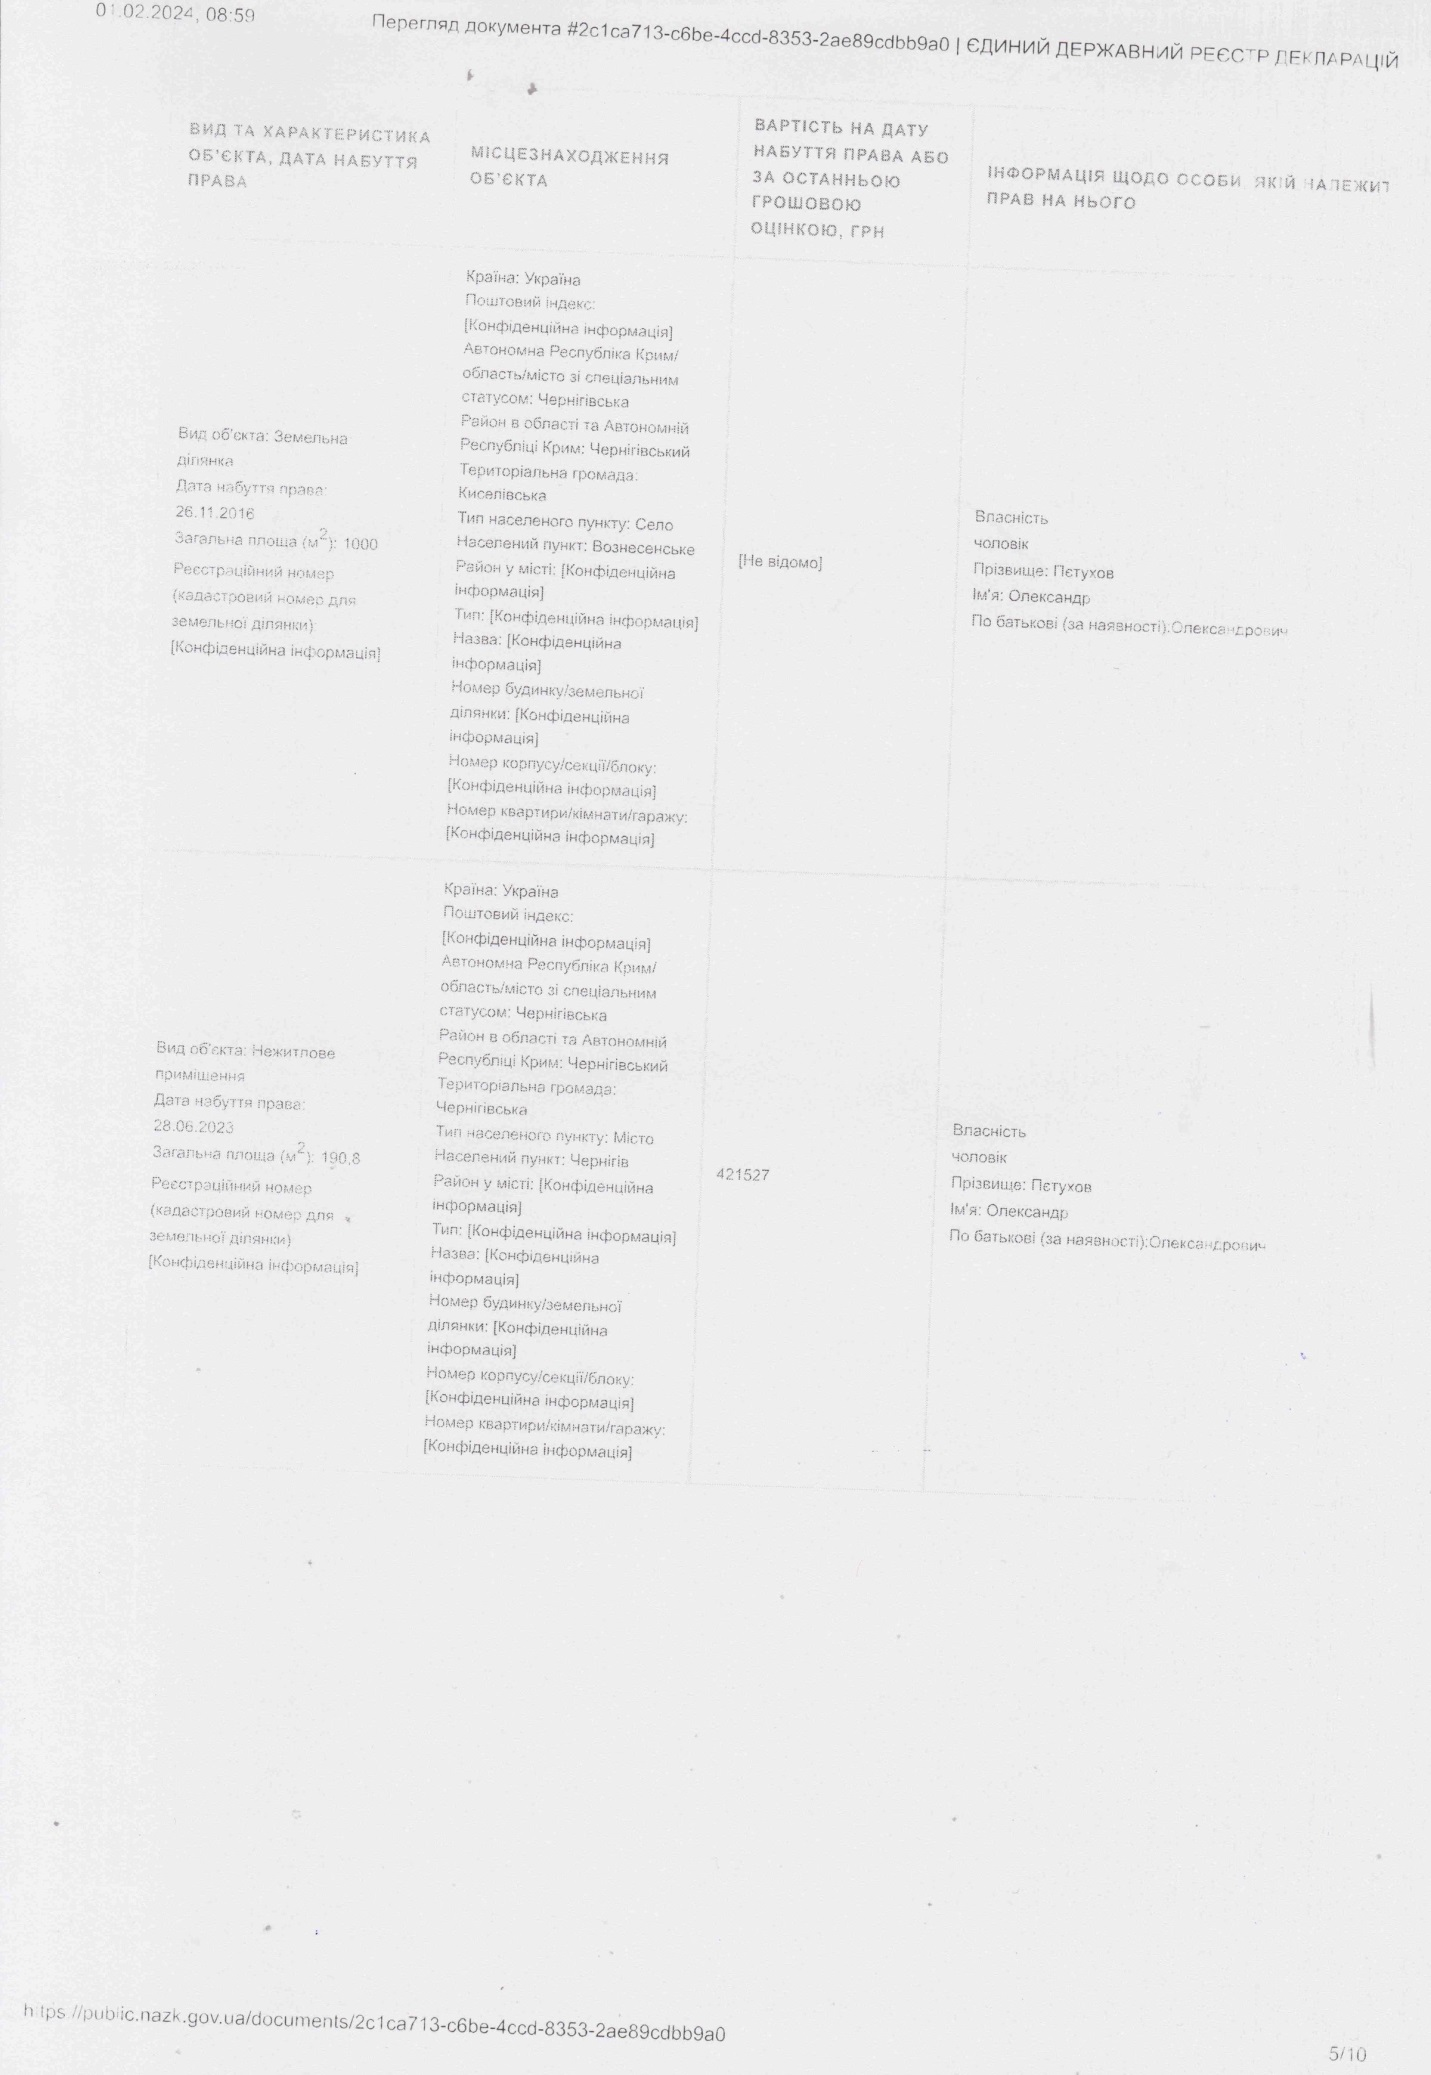 01.02.2024, 08:59
Перегляд документа #2c1ca713-c6be-4ccd-8353-2ae89cdbb9a0 | ЄДИНИЙ ДЕРЖАВНИЙ РЕЄСТР ДЕКЛАРАЦІЙ
ВИД ТА ХАРАКТЕРИСТИКА
ОБ'ЄКТА, ДАТА НАБУТТЯ
ПРАВА
МІСЦЕЗНАХОДЖЕННЯ
ОБ'ЄКТА
ВАРТІСТЬ НА ДАТУ
НАБУТТЯ ПРАВА АБО
ЗА ОСТАННЬОЮ
ГРОШОВОЮ
ОЦІНКОЮ, ГРН
ІНФОРМАЦІЯ ЩОДО ОСОБИ ЯКІЙ НАЛЕЖИТ
ПРАВ НА НЬОГО
Вид об'єкта: Земельна
ділянка
Дата набуття права:
26.11.2016
Загальна площа (м2): 1000
Реєстраційний номер
(кадастровий номер для
земельної ділянки):
[Конфіденційна інформація]
Країна: Україна
Поштовий індекс:
[Конфіденційна інформація]
Автономна Республіка Крим/
область/місто зі спеціальним
статусом: Чернігівська
Район в області та Автономній
Республіці Крим: Чернігівський
Територіальна громада:
Киселівська
Тип населеного пункту: Село
Населений пункт: Вознесенське
Район у місті: [Конфіденційна
інформація]
Тип: [Конфіденційна інформація]
Назва: [Конфіденційна
інформація]
Номер будинку/земельної
ділянки: [Конфіденційна
інформація]
Номер корпусу/секції/блоку:
[Конфіденційна інформація]
Номер квартири/кімнати/гаражу:
[Конфіденційна інформація]
[Не відомо]
Власність
чоловік
Прізвище: Пєтухов
Ім'я: Олександр
По батькові (за наявності):Олександрович
Вид об'єкта: Нежитлове
приміщення
Дата набуття права:
28.06.2023
Загальна площа (м2): 190,8
Реєстраційний номер
(кадастровий номер для
земельної ділянки)
[Конфіденційна інформація]
Країна: Україна
Поштовий індекс:
[Конфіденційна інформація]
Автономна Республіка Крим/
область/місто зі спеціальним
статусом: Чернігівська
Район в області та Автономній
Республіці Крим: Чернігівський
Територіальна громада:
Чернігівська
Тип населеного пункту: Місто
Населений пункт: Чернігів
Район у місті: [Конфіденційна
інформація]
Тип: [Конфіденційна інформація]
Назва: [Конфіденційна
інформація]
Номер будинку/земельної
ділянки: [Конфіденційна
інформація]
Номер корпусу/секції/блоку:
[Конфіденційна інформація]
Номер квартири/кімнати/гаражу:
[Конфіденційна інформація]
421527
Власність
чоловік
Прізвище: Пєтухов
Ім'я: Олександр
По батькові (за наявності):Олександрович
https://public.nazk.gov.ua/documents/2c1ca713-c6be-4ccd-8353-2ae89cdbb9a0
5/10